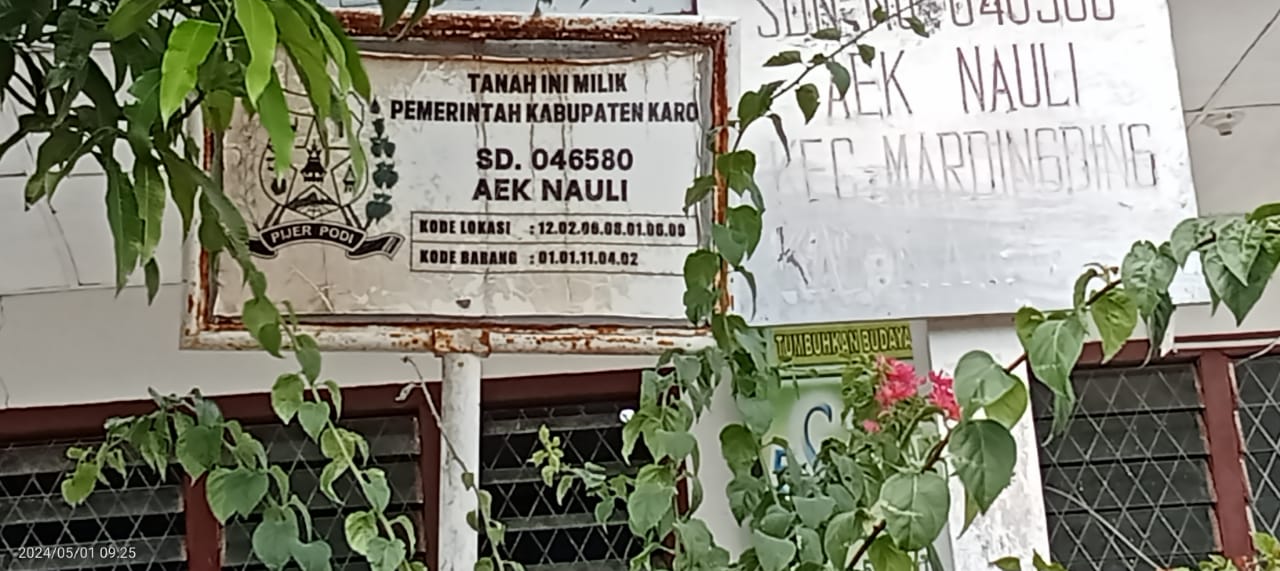 TANAH INI MILIK
PEMERINTAH KABUPATEN KARO
SD. 046580
AEK NAULI
KODE LOKASI : 12.02.06.08.01.06.00
KODE BARANG : 01.01.11.04.02
PIJER PODI
AEK NAULI
KEC. MARDINGDING
TUMBUHKAN BUDAYA
2024/05/01 09:25